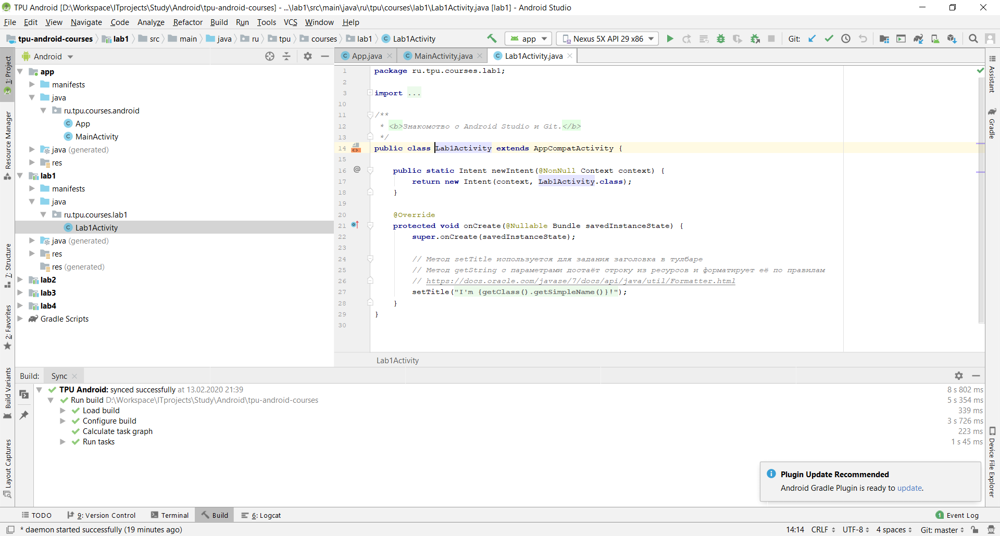 TPU Android [D:\Workspace\ITprojects\Study\Android\tpu-android-courses] - ...\lab1\src\main\java\ru\tpu\courses\lab1\Lab1Activity.java [lab1] - Android Studio
File Edit View Navigate Code Analyze Refactor Build Run Tools VCS Window Help
tpu-android-courses lab1 src main java ru tpu courses lab1 Lab1Activity app Nexus 5X API 29 x86 Git:
Android
App.java MainActivity.java Lab1Activity.java
1: Project
Resource Manager
7: Structure
2: Favorites
Build Variants
Layout Captures
app
manifests
java
ru.tpu.courses.android
App
MainActivity
java (generated)
res
lab1
manifests
java
ru.tpu.courses.lab1
Lab1Activity
java (generated)
res
res (generated)
lab2
lab3
lab4
Gradle Scripts
1 package ru.tpu.courses.lab1;
2
3 import ...
10
11 /**
12 * <b>Знакомство с Android Studio и Git.</b>
13 */
14 public class Lab1Activity extends AppCompatActivity {
15
16 @ public static Intent newIntent(@NonNull Context context) {
17 return new Intent(context, Lab1Activity.class);
18 }
19
20 @Override
21 protected void onCreate(@Nullable Bundle savedInstanceState) {
22 super.onCreate(savedInstanceState);
23
24 // Метод setTitle используется для задания заголовка в тулбаре
25 // Метод getString с параметрами достаёт строку из ресурсов и форматирует её по правилам
26 // https://docs.oracle.com/javase/7/docs/api/java/util/Formatter.html
27 setTitle("I'm {getClass().getSimpleName()}!");
28 }
29 }
30
Lab1Activity
Assistant
Gradle
Device File Explorer
Build: Sync
TPU Android: synced successfully at 13.02.2020 21:39 8 s 802 ms
Run build D:\Workspace\ITprojects\Study\Android\tpu-android-courses 5 s 354 ms
Load build 339 ms
Configure build 3 s 726 ms
Calculate task graph 223 ms
Run tasks 1 s 45 ms
Plugin Update Recommended
Android Gradle Plugin is ready to update.
TODO 9: Version Control Terminal Build 6: Logcat 1 Event Log
* daemon started successfully (19 minutes ago) 14:14 CRLF UTF-8 4 spaces Git: master